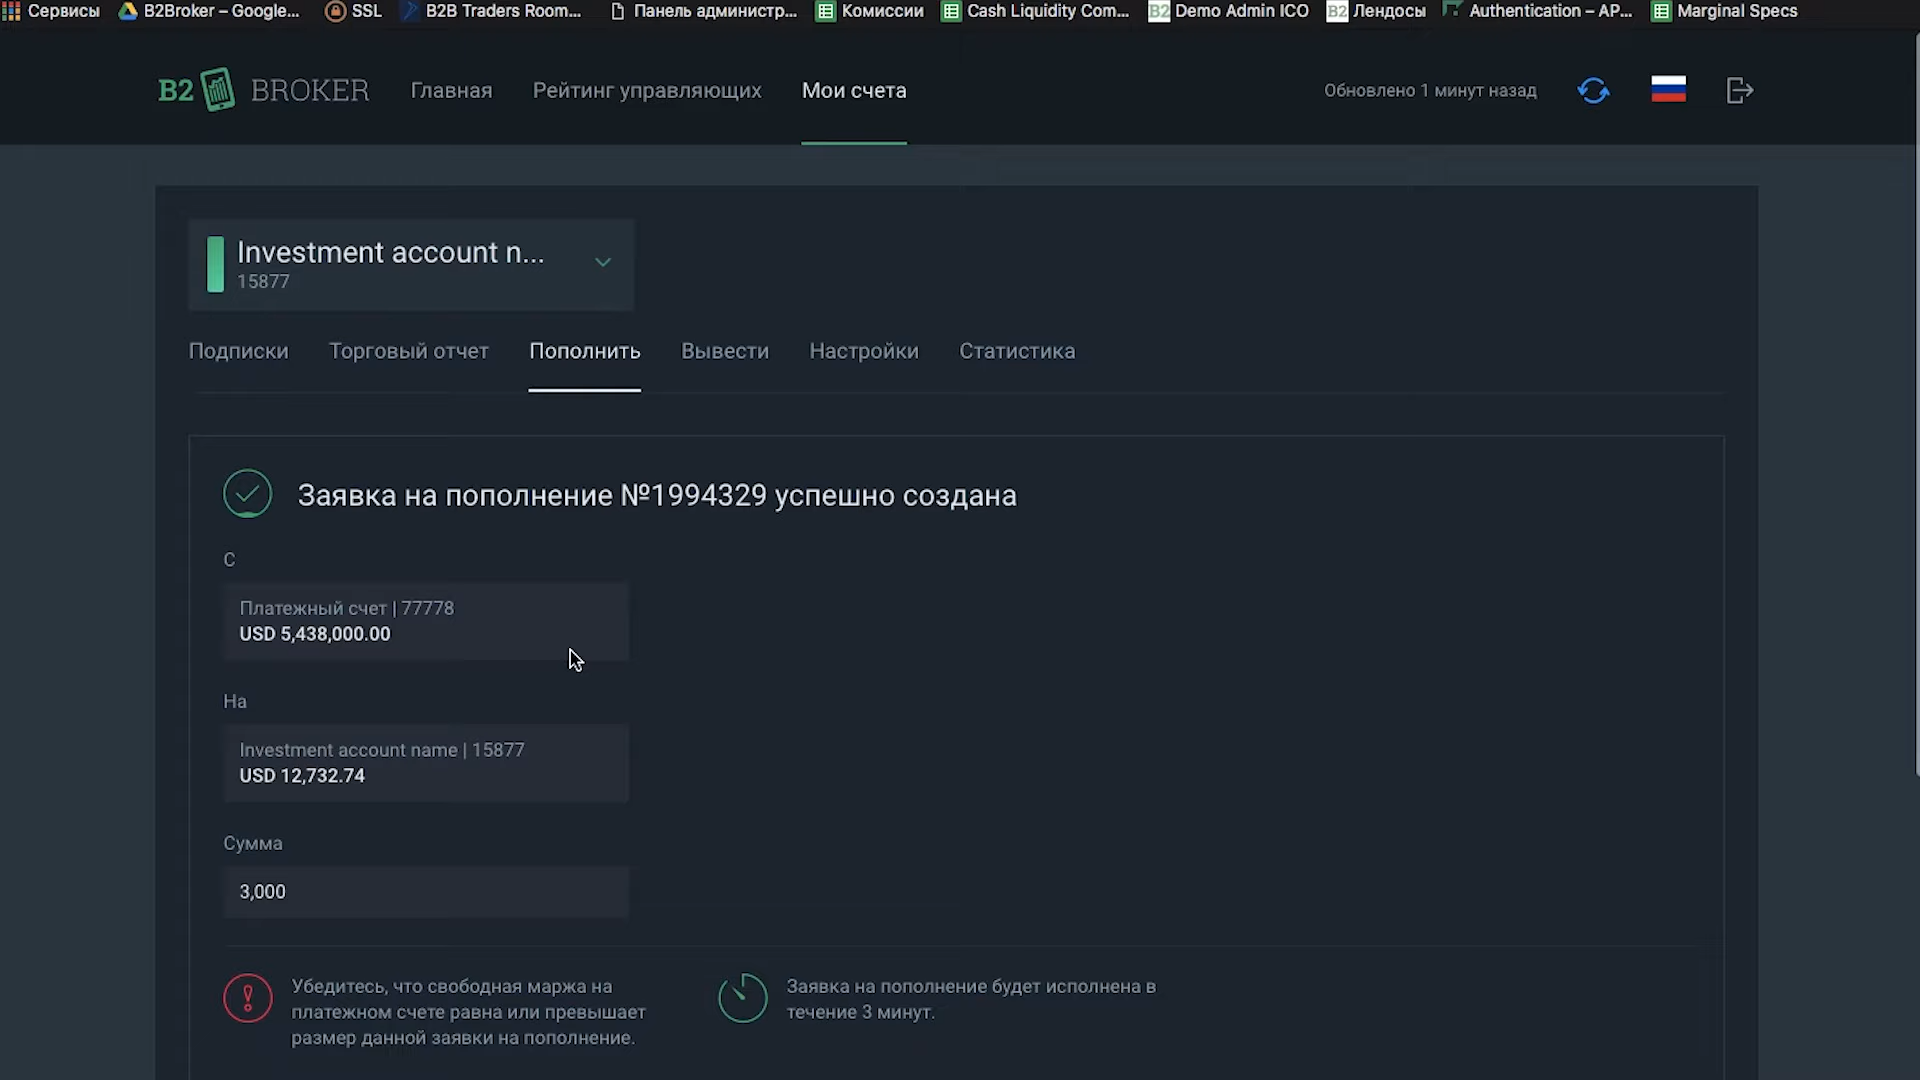 Сервисы B2Broker – Google... SSL B2B Traders Room... Панель администр... Комиссии Cash Liquidity Com... B2 Demo Admin ICO B2 Лендосы Authentication – AP... Marginal Specs
B2 BROKER Главная Рейтинг управляющих Мои счета Обновлено 1 минут назад
Investment account n...
15877
Подписки Торговый отчет Пополнить Вывести Настройки Статистика
Заявка на пополнение №1994329 успешно создана
С
Платежный счет | 77778
USD 5,438,000.00
На
Investment account name | 15877
USD 12,732.74
Сумма
3,000
Убедитесь, что свободная маржа на
платежном счете равна или превышает
размер данной заявки на пополнение.
Заявка на пополнение будет исполнена в
течение 3 минут.